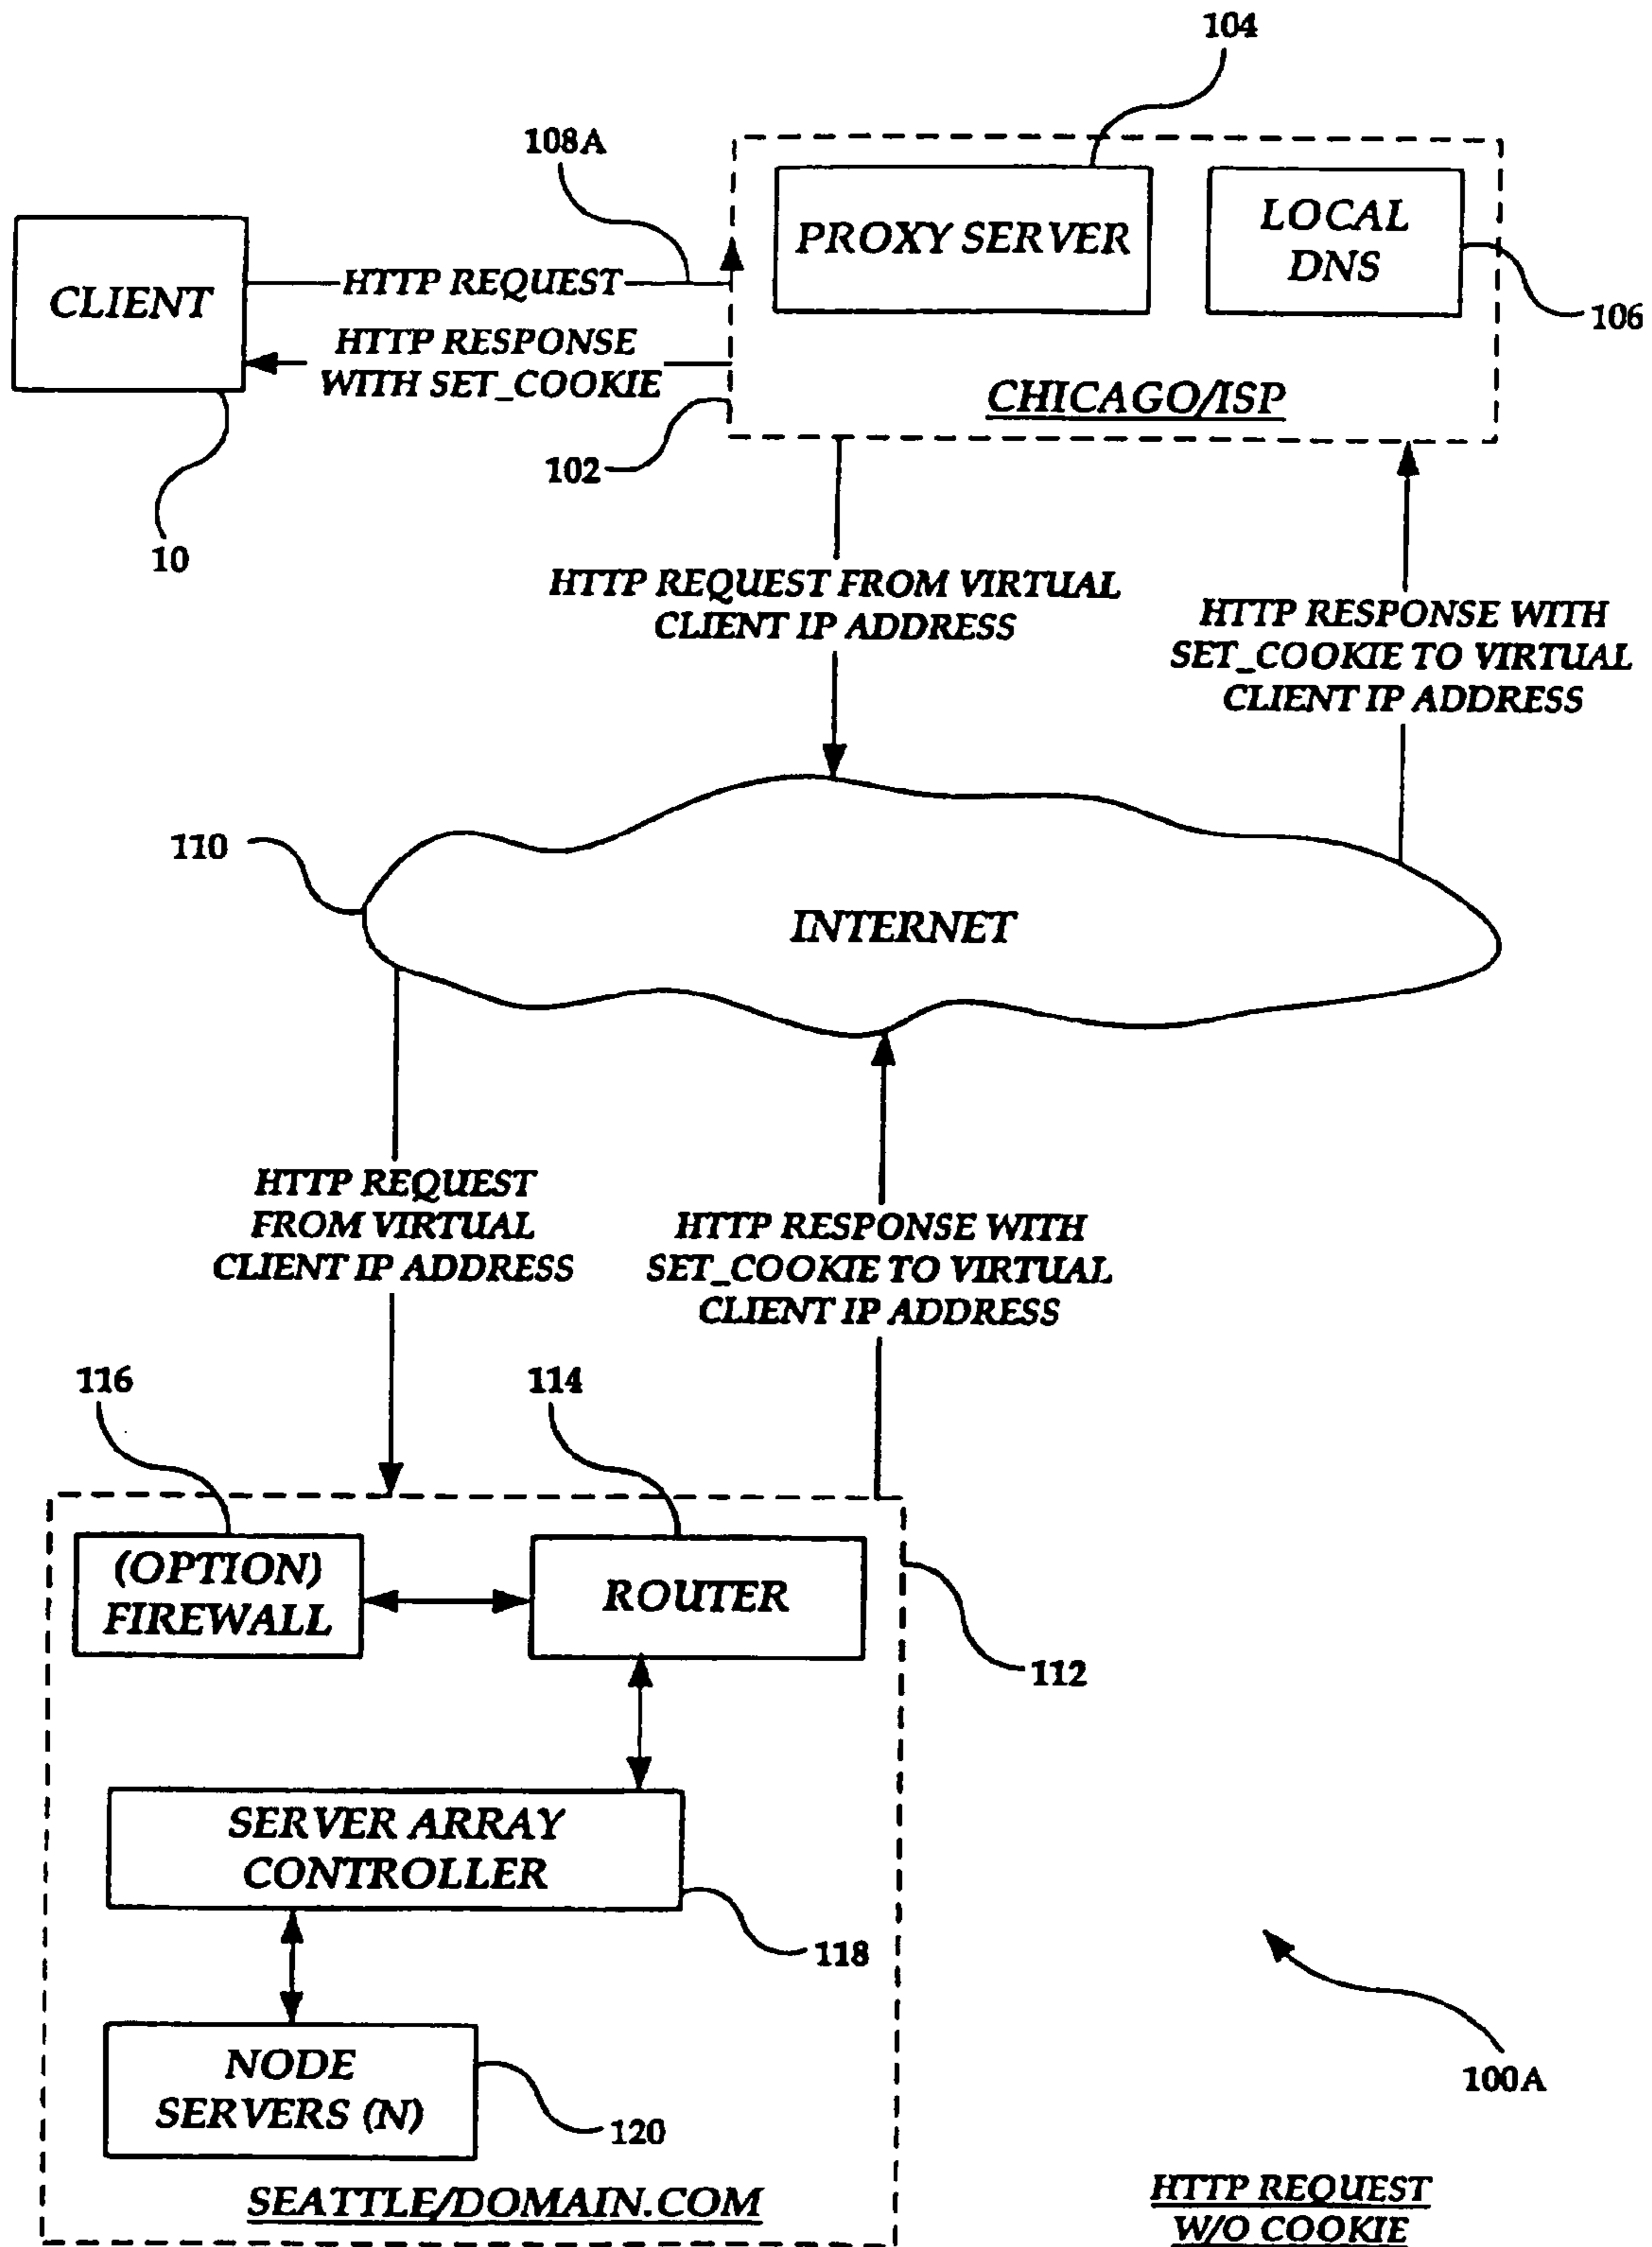 104
108A
PROXY SERVER
LOCAL
DNS
CLIENT
HTTP REQUEST
106
HTTP RESPONSE
WITH SET_COOKIE
CHICAGO/ISP
102
10
HTTP REQUEST FROM VIRTUAL
CLIENT IP ADDRESS
HTTP RESPONSE WITH
SET_COOKIE TO VIRTUAL
CLIENT IP ADDRESS
110
INTERNET
HTTP REQUEST
FROM VIRTUAL
CLIENT IP ADDRESS
HTTP RESPONSE WITH
SET_COOKIE TO VIRTUAL
CLIENT IP ADDRESS
116
114
(OPTION)
FIREWALL
ROUTER
112
SERVER ARRAY
CONTROLLER
118
NODE
SERVERS (N)
120
100A
SEATTLE/DOMAIN.COM
HTTP REQUEST
W/O COOKIE